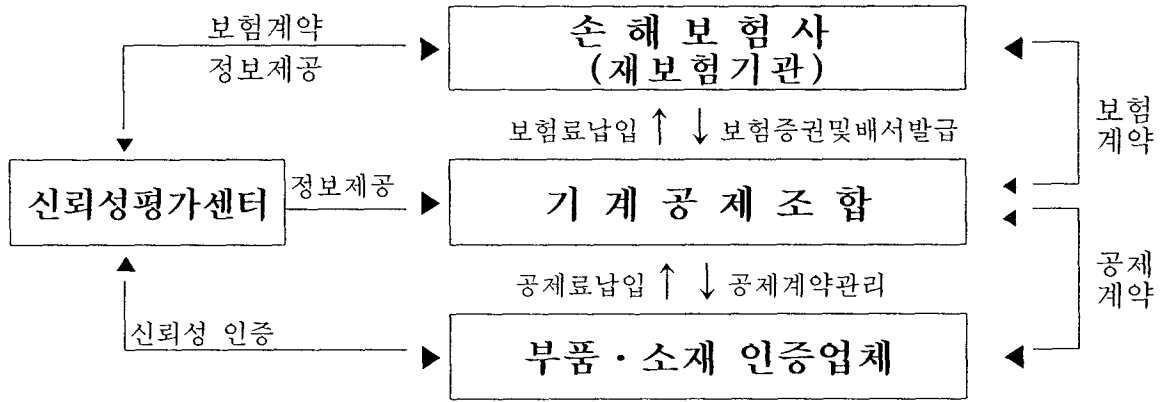 보험계약
정보제공
손해보험사
(재보험기관)
보험료납입 ↑ ↓ 보험증권및배서발급
보험
계약
신뢰성평가센터
정보제공
기계공제조합
공제료납입 ↑ ↓ 공제계약관리
공제
계약
신뢰성 인증
부품·소재 인증업체